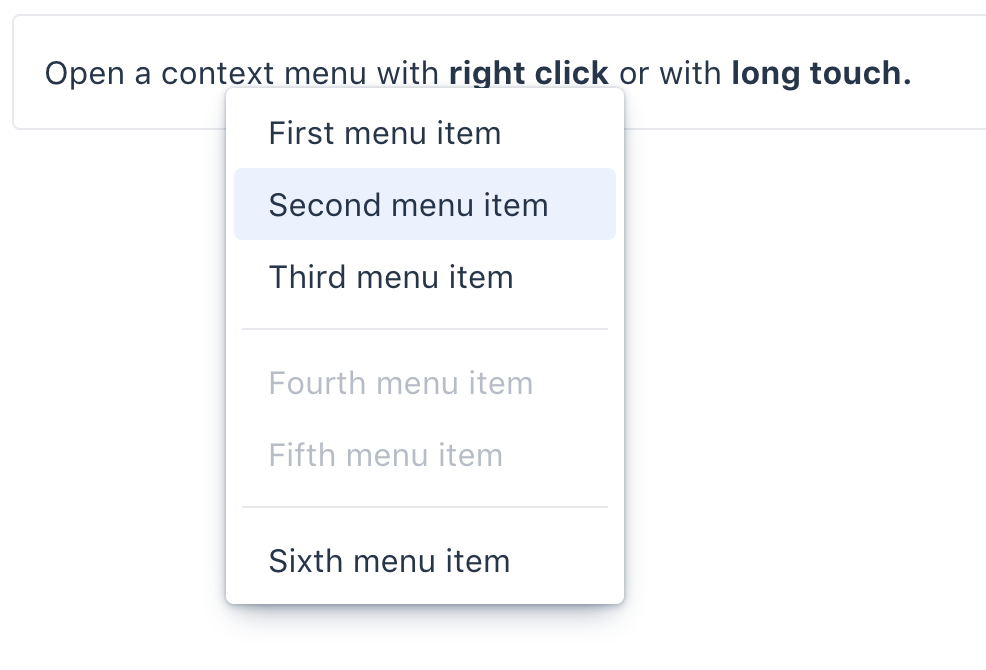 Open a context menu with right click or with long touch.
First menu item
Second menu item
Third menu item
Fourth menu item
Fifth menu item
Sixth menu item